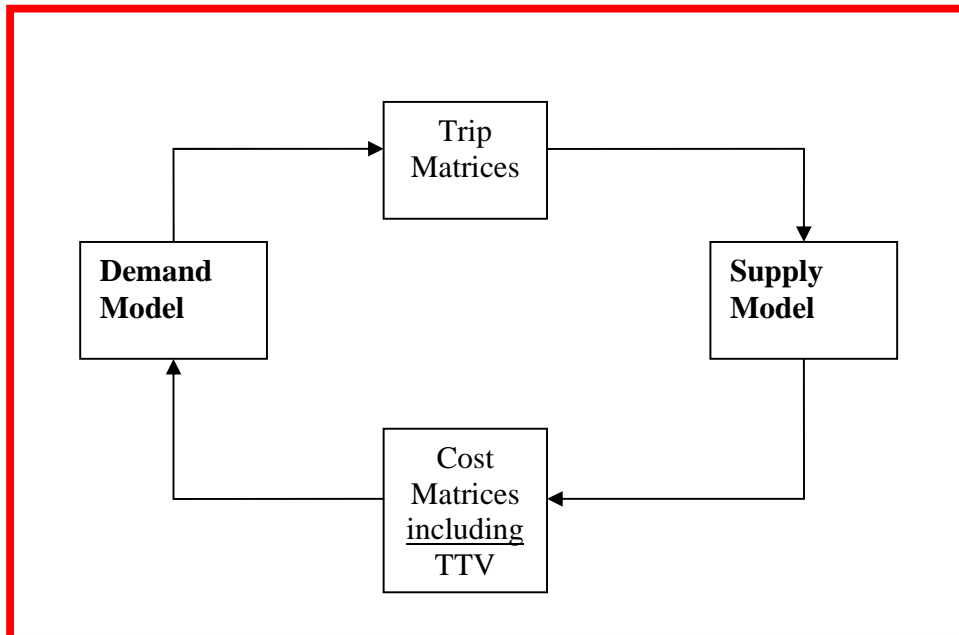 Trip
Matrices
Demand
Model
Supply
Model
Cost
Matrices
including
TTV